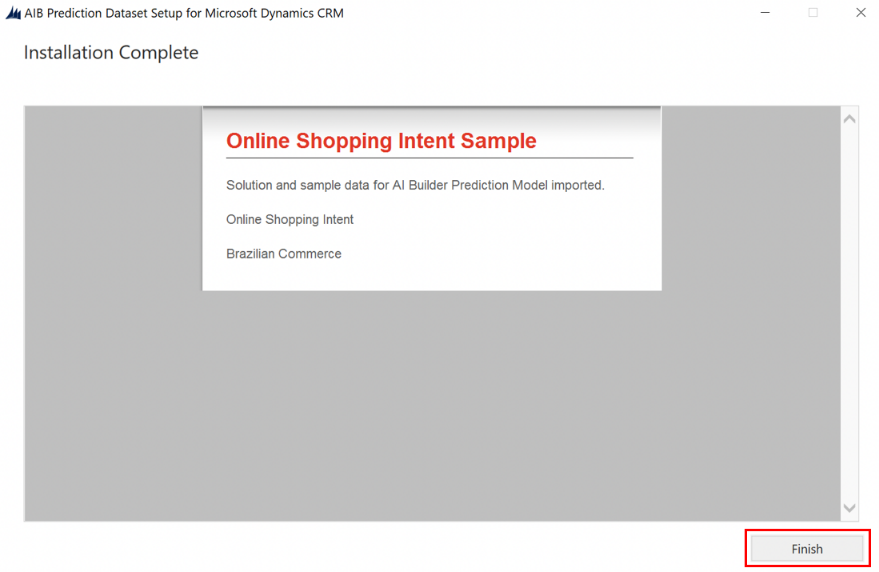 AIB Prediction Dataset Setup for Microsoft Dynamics CRM
Installation Complete
Online Shopping Intent Sample
Solution and sample data for AI Builder Prediction Model imported.
Online Shopping Intent
Brazilian Commerce
Finish